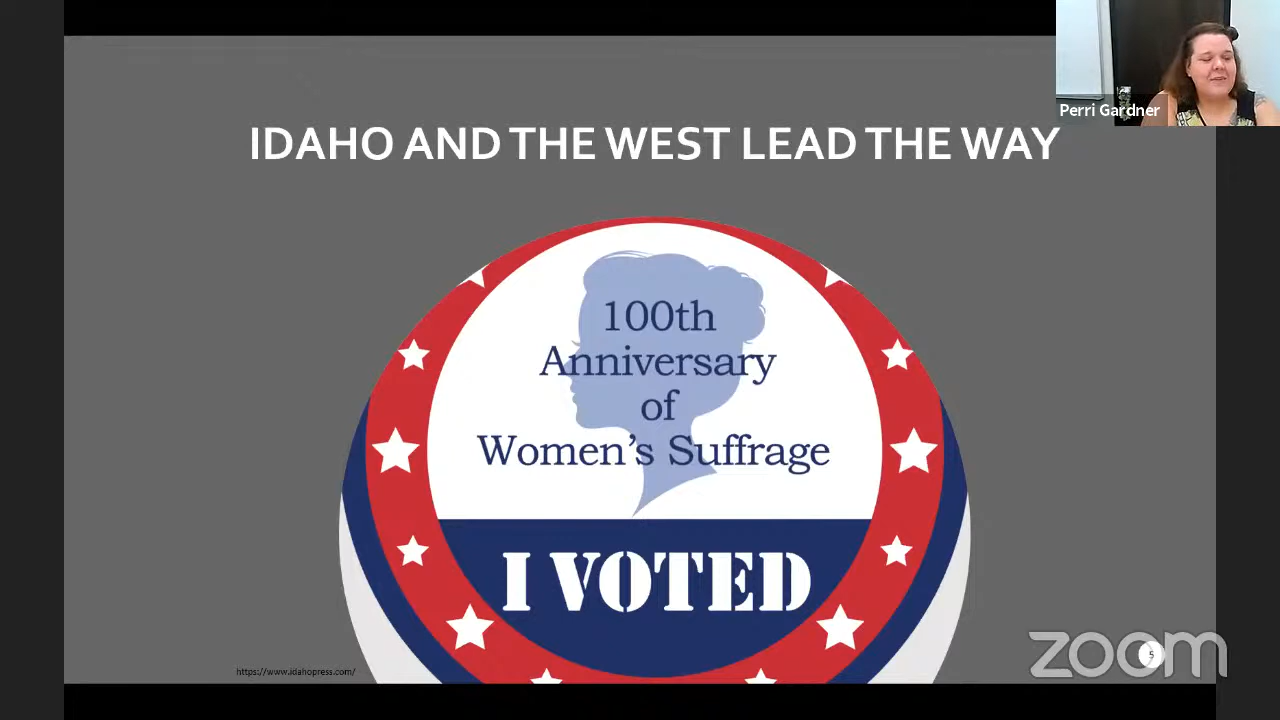 Perri Gardner
IDAHO AND THE WEST LEAD THE WAY
100th
Anniversary
of
Women's Suffrage
I VOTED
https://www.idahopress.com/
5
zoom